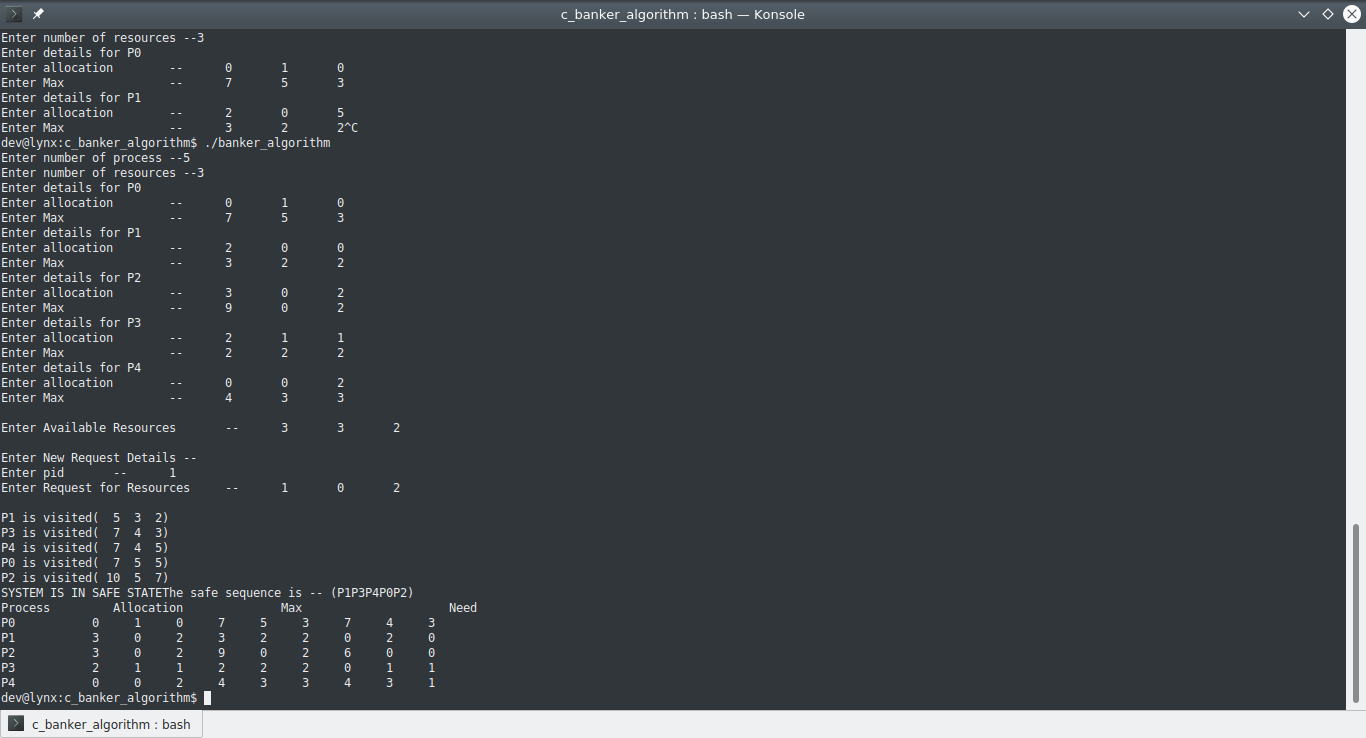 c_banker_algorithm : bash — Konsole
Enter number of resources --3
Enter details for P0
Enter allocation -- 0 1 0
Enter Max -- 7 5 3
Enter details for P1
Enter allocation -- 2 0 5
Enter Max -- 3 2 2^C
dev@lynx:c_banker_algorithm$ ./banker_algorithm
Enter number of process --5
Enter number of resources --3
Enter details for P0
Enter allocation -- 0 1 0
Enter Max -- 7 5 3
Enter details for P1
Enter allocation -- 2 0 0
Enter Max -- 3 2 2
Enter details for P2
Enter allocation -- 3 0 2
Enter Max -- 9 0 2
Enter details for P3
Enter allocation -- 2 1 1
Enter Max -- 2 2 2
Enter details for P4
Enter allocation -- 0 0 2
Enter Max -- 4 3 3
Enter Available Resources -- 3 3 2
Enter New Request Details --
Enter pid -- 1
Enter Request for Resources -- 1 0 2
P1 is visited( 5 3 2)
P3 is visited( 7 4 3)
P4 is visited( 7 4 5)
P0 is visited( 7 5 5)
P2 is visited( 10 5 7)
SYSTEM IS IN SAFE STATEThe safe sequence is -- (P1P3P4P0P2)
Process Allocation Max Need
P0 0 1 0 7 5 3 7 4 3
P1 3 0 2 3 2 2 0 2 0
P2 3 0 2 9 0 2 6 0 0
P3 2 1 1 2 2 2 0 1 1
P4 0 0 2 4 3 3 4 3 1
dev@lynx:c_banker_algorithm$
c_banker_algorithm : bash